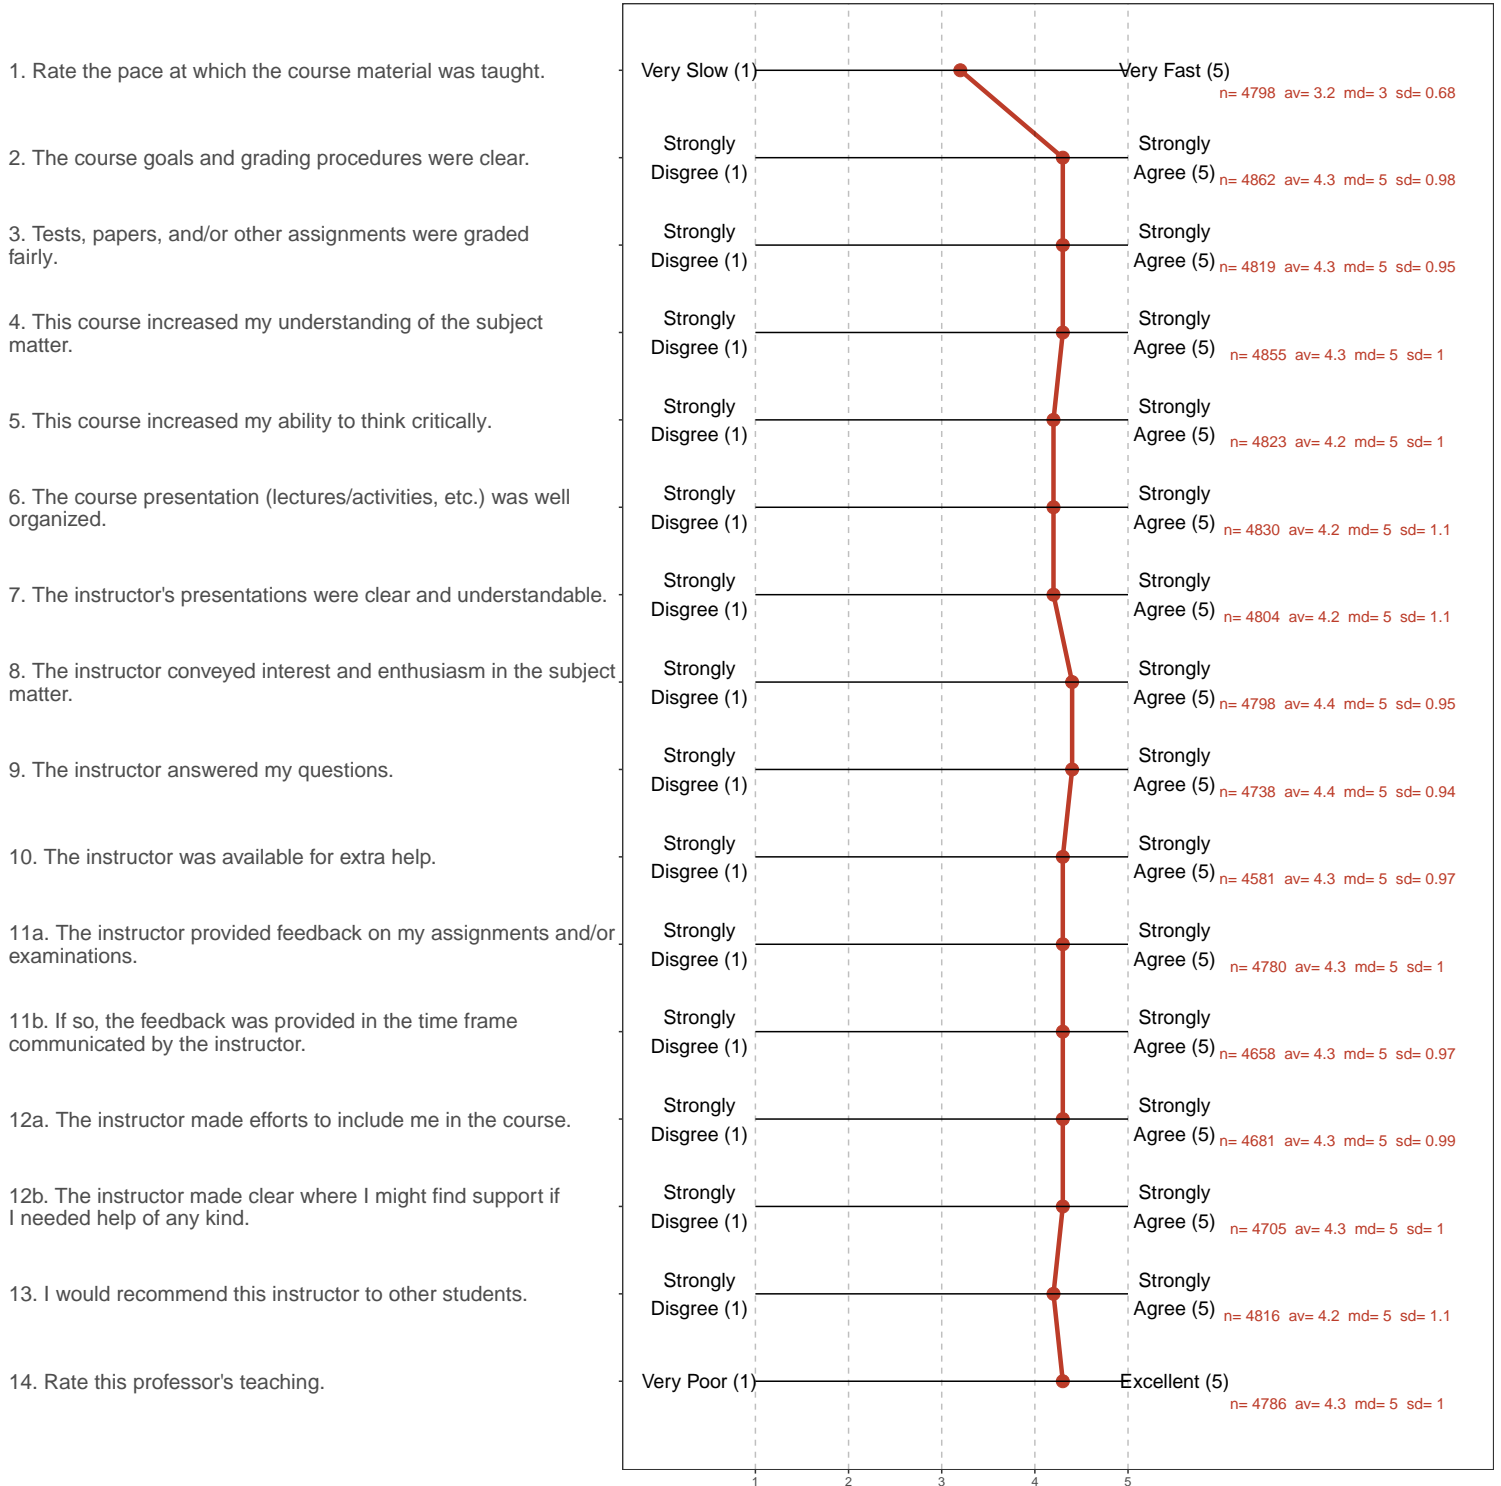 1. Rate the pace at which the course material was taught.
Very Slow (1)
Very Fast (5)
n= 4798 av= 3.2 md= 3 sd= 0.68
2. The course goals and grading procedures were clear.
Strongly
Disgree (1)
Strongly
Agree (5)
n= 4862 av= 4.3 md= 5 sd= 0.98
3. Tests, papers, and/or other assignments were graded
fairly.
Strongly
Disgree (1)
Strongly
Agree (5)
n= 4819 av= 4.3 md= 5 sd= 0.95
4. This course increased my understanding of the subject
matter.
Strongly
Disgree (1)
Strongly
Agree (5)
n= 4855 av= 4.3 md= 5 sd= 1
5. This course increased my ability to think critically.
Strongly
Disgree (1)
Strongly
Agree (5)
n= 4823 av= 4.2 md= 5 sd= 1
6. The course presentation (lectures/activities, etc.) was well
organized.
Strongly
Disgree (1)
Strongly
Agree (5)
n= 4830 av= 4.2 md= 5 sd= 1.1
7. The instructor's presentations were clear and understandable.
Strongly
Disgree (1)
Strongly
Agree (5)
n= 4804 av= 4.2 md= 5 sd= 1.1
8. The instructor conveyed interest and enthusiasm in the subject
matter.
Strongly
Disgree (1)
Strongly
Agree (5)
n= 4798 av= 4.4 md= 5 sd= 0.95
9. The instructor answered my questions.
Strongly
Disgree (1)
Strongly
Agree (5)
n= 4738 av= 4.4 md= 5 sd= 0.94
10. The instructor was available for extra help.
Strongly
Disgree (1)
Strongly
Agree (5)
n= 4581 av= 4.3 md= 5 sd= 0.97
11a. The instructor provided feedback on my assignments and/or
examinations.
Strongly
Disgree (1)
Strongly
Agree (5)
n= 4780 av= 4.3 md= 5 sd= 1
11b. If so, the feedback was provided in the time frame
communicated by the instructor.
Strongly
Disgree (1)
Strongly
Agree (5)
n= 4658 av= 4.3 md= 5 sd= 0.97
12a. The instructor made efforts to include me in the course.
Strongly
Disgree (1)
Strongly
Agree (5)
n= 4681 av= 4.3 md= 5 sd= 0.99
12b. The instructor made clear where I might find support if
I needed help of any kind.
Strongly
Disgree (1)
Strongly
Agree (5)
n= 4705 av= 4.3 md= 5 sd= 1
13. I would recommend this instructor to other students.
Strongly
Disgree (1)
Strongly
Agree (5)
n= 4816 av= 4.2 md= 5 sd= 1.1
14. Rate this professor's teaching.
Very Poor (1)
Excellent (5)
n= 4786 av= 4.3 md= 5 sd= 1
1 2 3 4 5